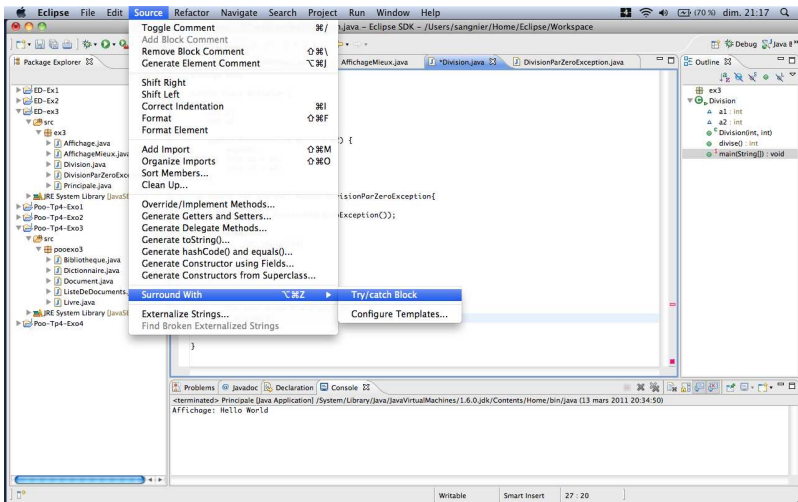 Eclipse File Edit Source Refactor Navigate Search Project Run Window Help (70 %) dim. 21:17
.java – Eclipse SDK – /Users/sangnier/Home/Eclipse/Workspace
Debug Java
Package Explorer
AffichageMieux.java *Division.java DivisionParZeroException.java
Outline
Toggle Comment ⌘/
Add Block Comment
Remove Block Comment ⇧⌘\
Generate Element Comment ⌥⌘J
Shift Right
Shift Left
Correct Indentation ⌘I
Format ⇧⌘F
Format Element
Add Import ⇧⌘M
Organize Imports ⇧⌘O
Sort Members...
Clean Up...
Override/Implement Methods...
Generate Getters and Setters...
Generate Delegate Methods...
Generate toString()...
Generate hashCode() and equals()...
Generate Constructor using Fields...
Generate Constructors from Superclass...
Surround With ⌥⌘Z
Externalize Strings...
Find Broken Externalized Strings
Try/catch Block
Configure Templates...
ED-Ex1
ED-Ex2
ED-ex3
src
ex3
Affichage.java
AffichageMieux.java
Division.java
DivisionParZeroExce
Principale.java
JRE System Library [JavaSE
Poo-Tp4-Exo1
Poo-Tp4-Exo2
Poo-Tp4-Exo3
src
pooexo3
Bibliotheque.java
Dictionnaire.java
Document.java
ListeDeDocuments.
Livre.java
JRE System Library [JavaSE
Poo-Tp4-Exo4
) {
isionParZeroException{
oException());
}
ex3
Division
a1 : int
a2 : int
Division(int, int)
divise() : int
main(String[]) : void
Problems Javadoc Declaration Console
<terminated> Principale [Java Application] /System/Library/Java/JavaVirtualMachines/1.6.0.jdk/Contents/Home/bin/java (13 mars 2011 20:34:50)
Affichage: Hello World
Writable Smart Insert 27 : 20